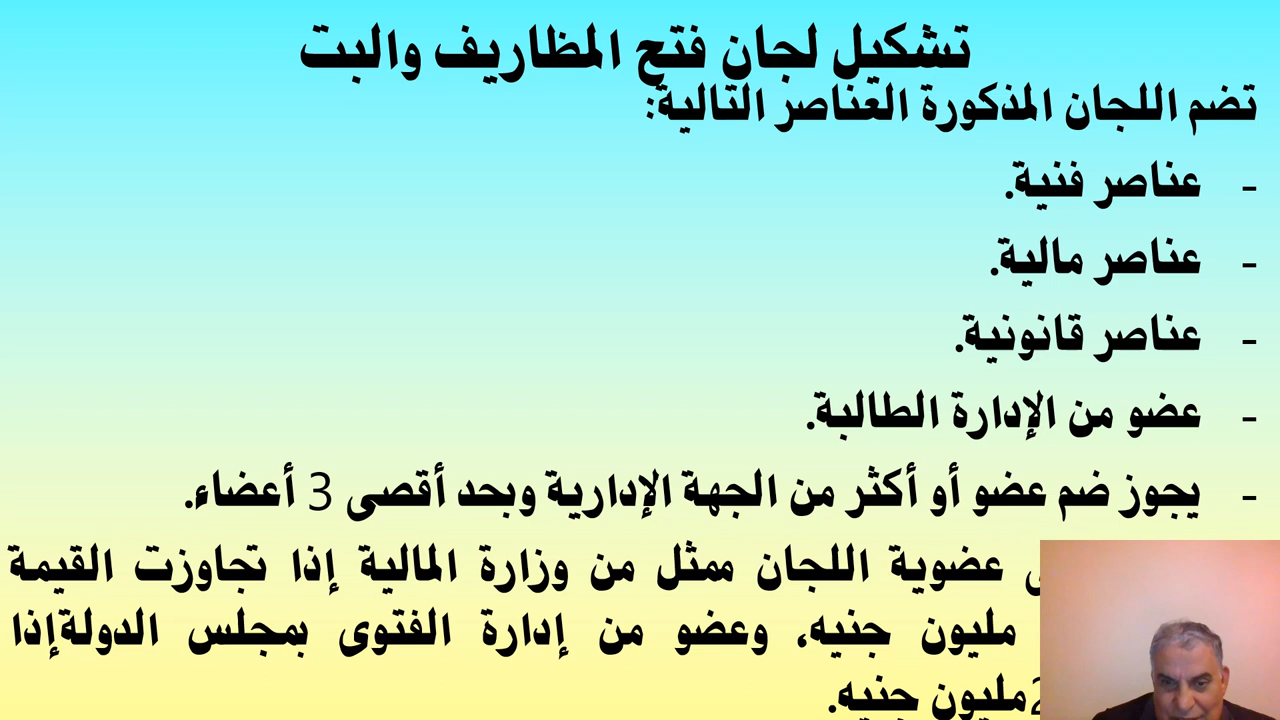 تشكيل لجان فتح المظاريف والبت
تضم اللجان المذكورة العناصر التالية:
- عناصر فنية.
- عناصر مالية.
- عناصر قانونية.
- عضو من الإدارة الطالبة.
- يجوز ضم عضو أو أكثر من الجهة الإدارية وبحد أقصى 3 أعضاء.
عضوية اللجان ممثل من وزارة المالية إذا تجاوزت القيمة
مليون جنيه، وعضو من إدارة الفتوى بمجلس الدولةإذا
مليون جنيه.